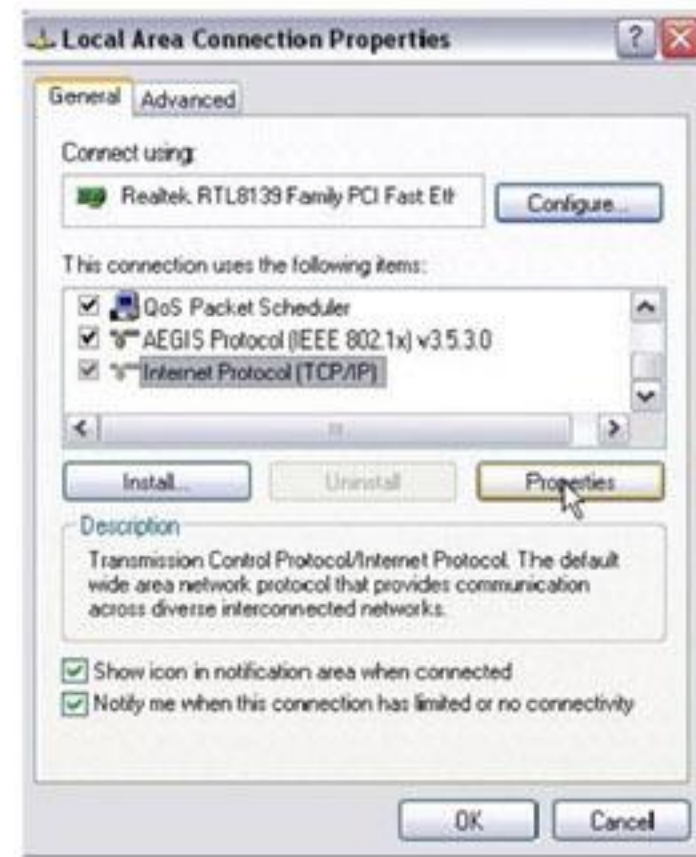 Local Area Connection Properties
General Advanced
Connect using:
Realtek RTL8139 Family PCI Fast Eth
Configure...
This connection uses the following items:
QoS Packet Scheduler
AEGIS Protocol (IEEE 802.1x) v3.5.3.0
Internet Protocol (TCP/IP)
Install... Uninstall Properties
Description
Transmission Control Protocol/Internet Protocol. The default
wide area network protocol that provides communication
across diverse interconnected networks.
Show icon in notification area when connected
Notify me when this connection has limited or no connectivity
OK Cancel